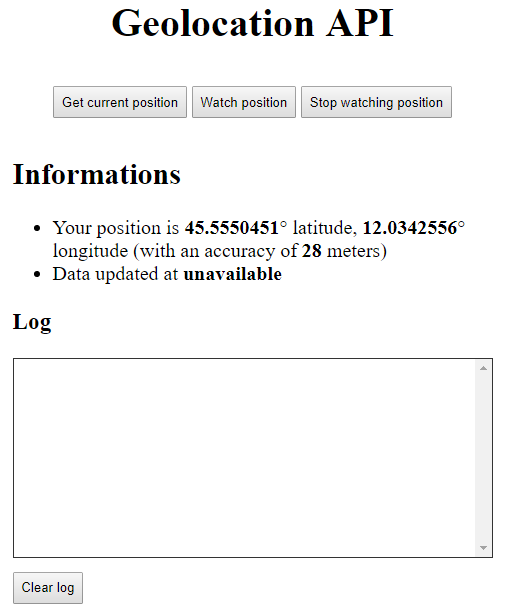 Geolocation API
Get current position Watch position Stop watching position
Informations
Your position is 45.5550451° latitude, 12.0342556°
longitude (with an accuracy of 28 meters)
Data updated at unavailable
Log
Clear log